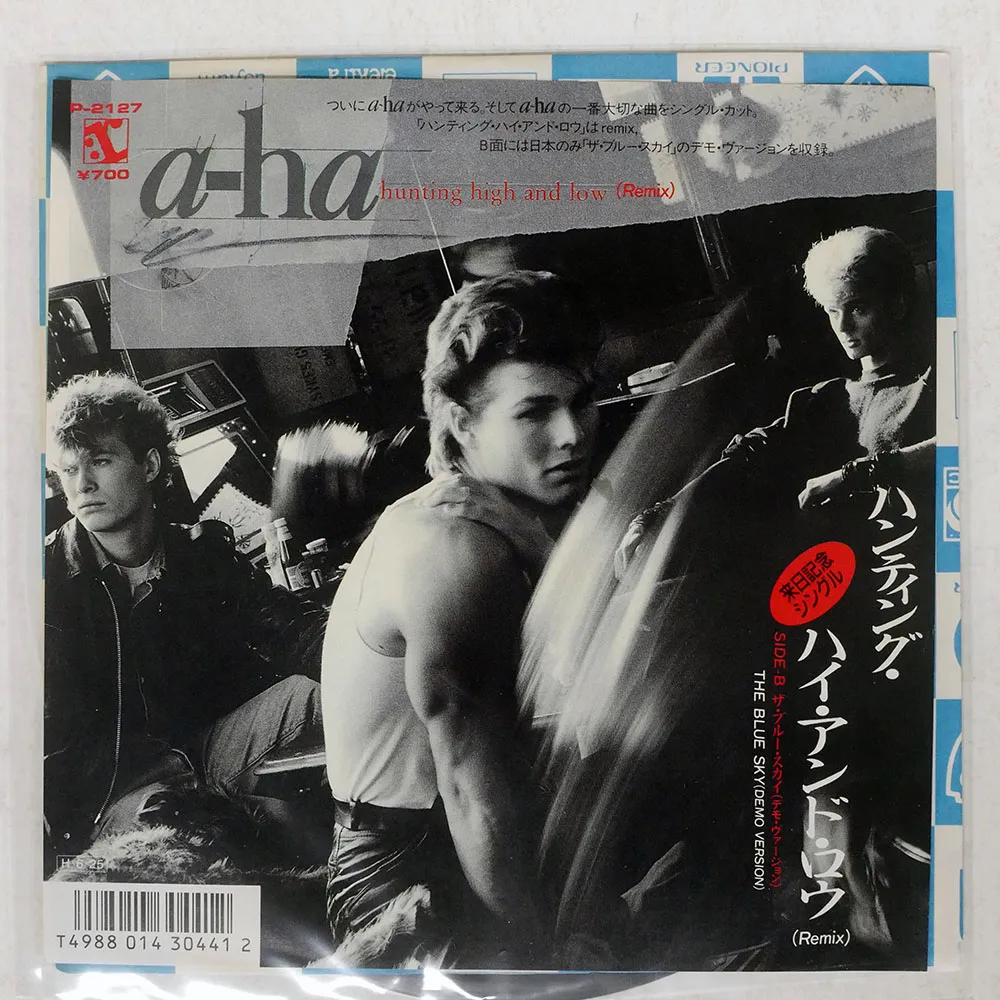 PIONEER
elektra
asylum
P-2127
¥700
ついにa-haがやって来る。そしてa-haの一番大切な曲をシングル・カット。
「ハンティング・ハイ・アンド・ロウ」はremix,
B面には日本のみ「ザ・ブルー・スカイ」のデモ・ヴァージョンを収録。
a-ha
hunting high and low (Remix)
ハンティング・
ハイ・アンド・ロウ
(Remix)
来日記念
シングル
SIDE-B ザ・ブルー・スカイ(デモ・ヴァージョン)
THE BLUE SKY(DEMO VERSION)
H・6・25
T4988 014 30441 2